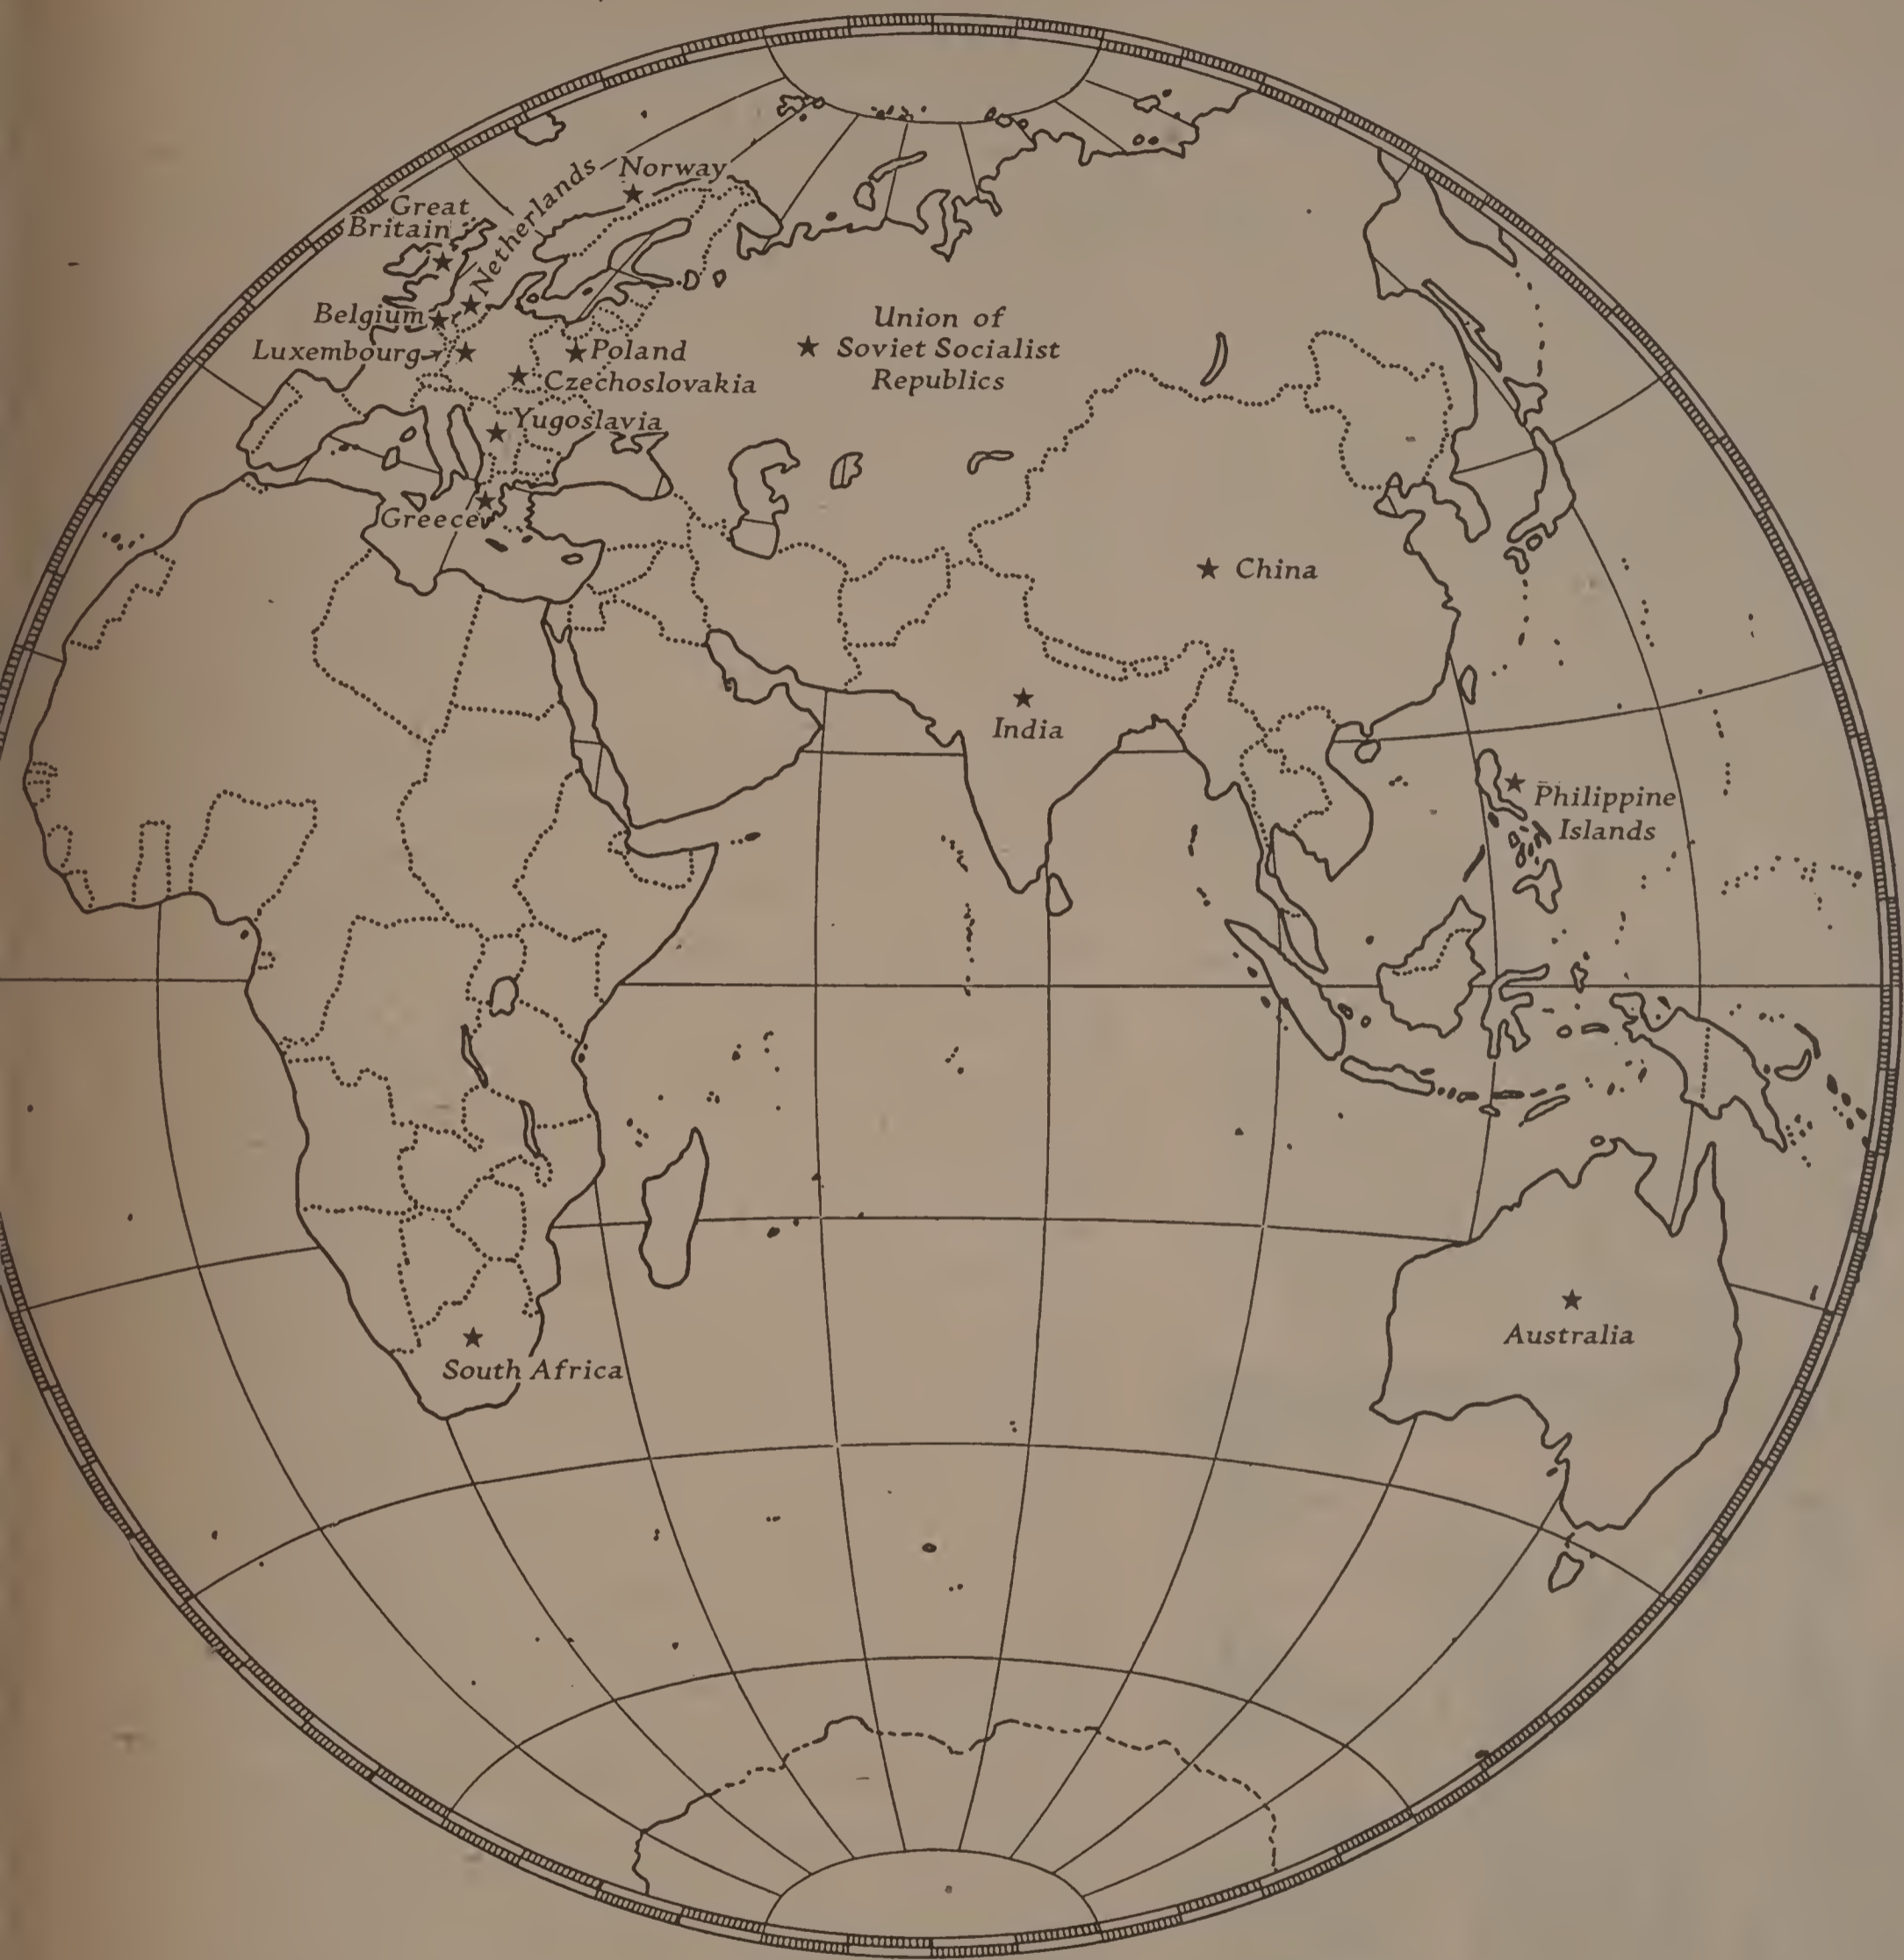 Norway
Netherlands
Great
Britain
Belgium
Luxembourg
Poland
Czechoslovakia
Yugoslavia
Greece
Union of
Soviet Socialist
Republics
China
India
Philippine
Islands
South Africa
Australia